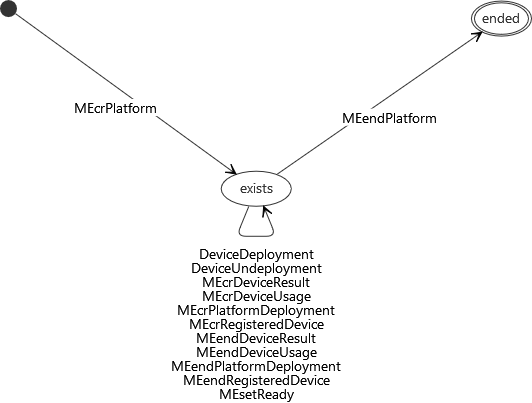 ended
MEcrPlatform
MEendPlatform
exists
DeviceDeployment
DeviceUndeployment
MEcrDeviceResult
MEcrDeviceUsage
MEcrPlatformDeployment
MEcrRegisteredDevice
MEendDeviceResult
MEendDeviceUsage
MEendPlatformDeployment
MEendRegisteredDevice
MEsetReady